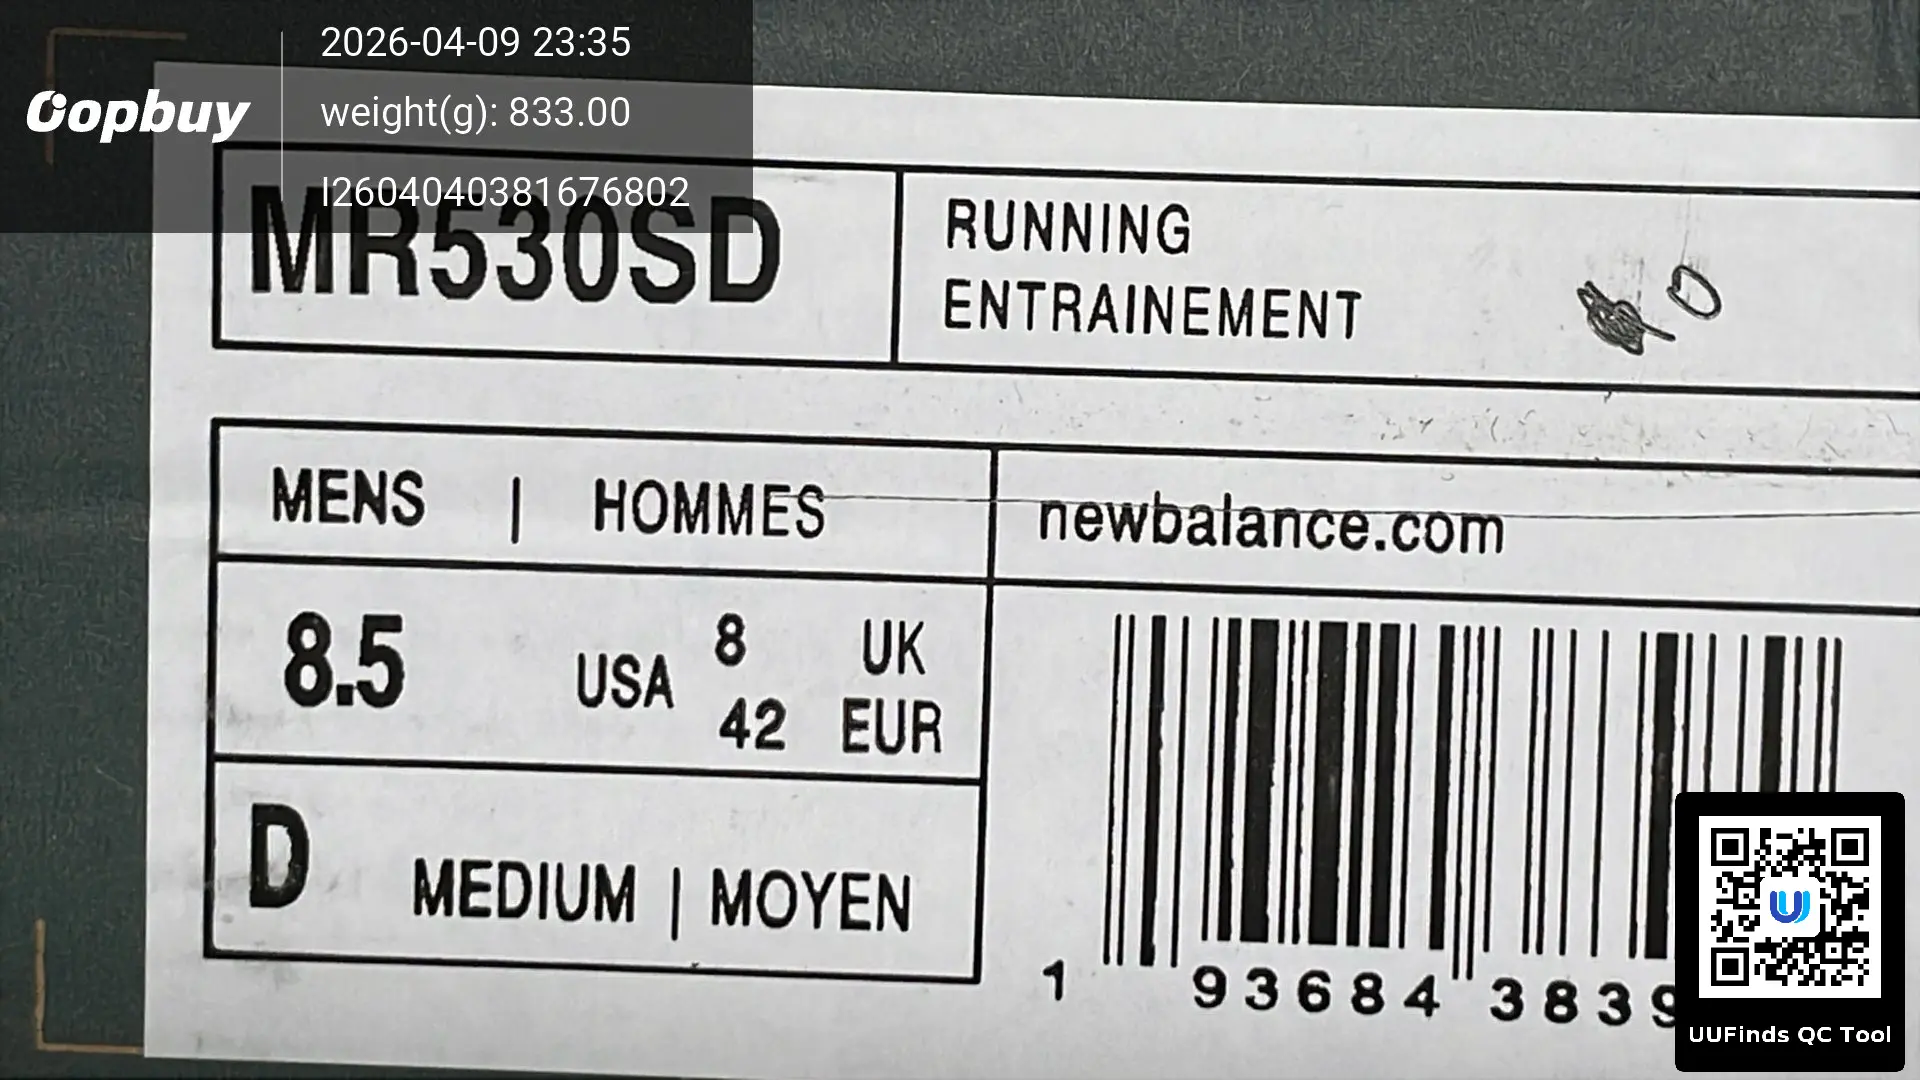 Oopbuy
2026-04-09 23:35
weight(g): 833.00
I2604040381676802
MR530SD
RUNNING
ENTRAINEMENT
MENS | HOMMES
newbalance.com
8.5 USA 8 UK
42 EUR
D MEDIUM | MOYEN
1 93684 3839
UUFinds QC Tool